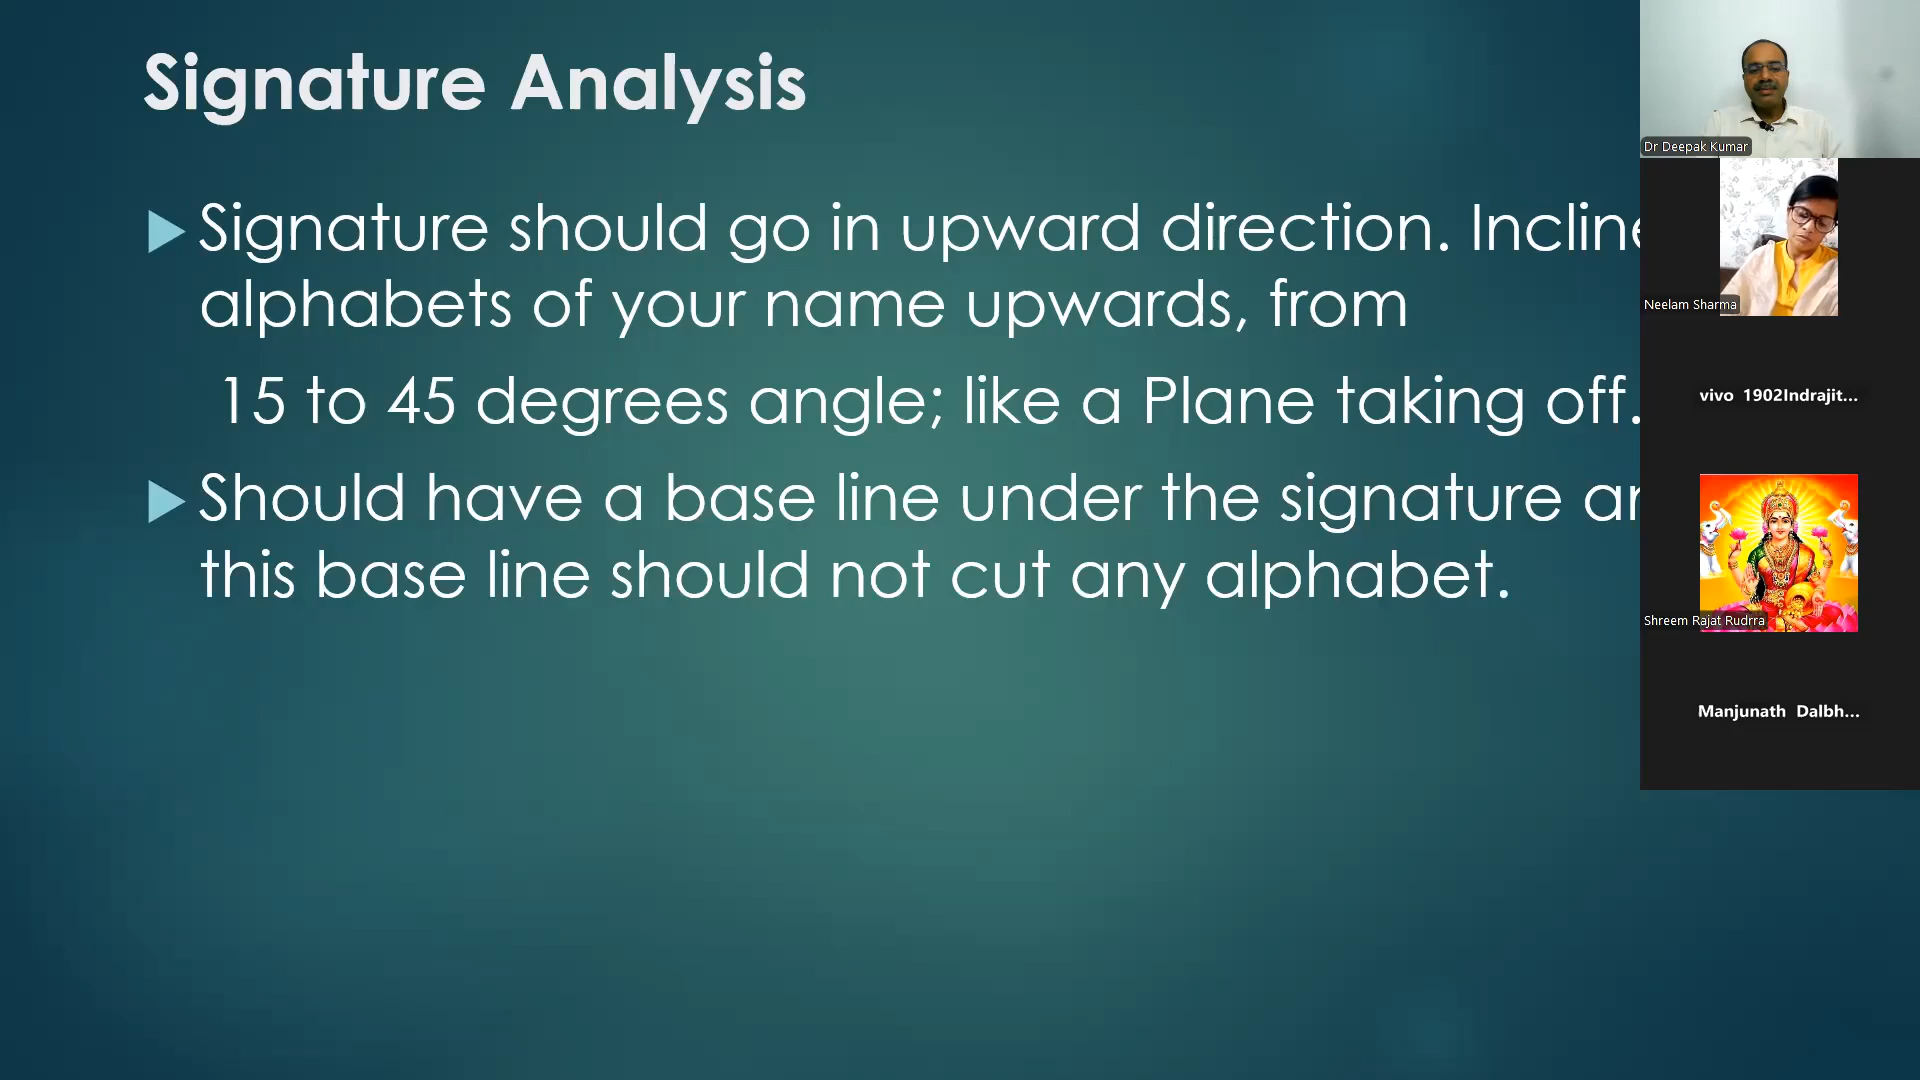 Signature Analysis
Signature should go in upward direction. Incline
alphabets of your name upwards, from
15 to 45 degrees angle; like a Plane taking off.
Should have a base line under the signature
this base line should not cut any alphabet.
Dr Deepak Kumar
Neelam Sharma
vivo 1902Indrajit...
Shreem Rajat Rudrra
Manjunath Dalbh...